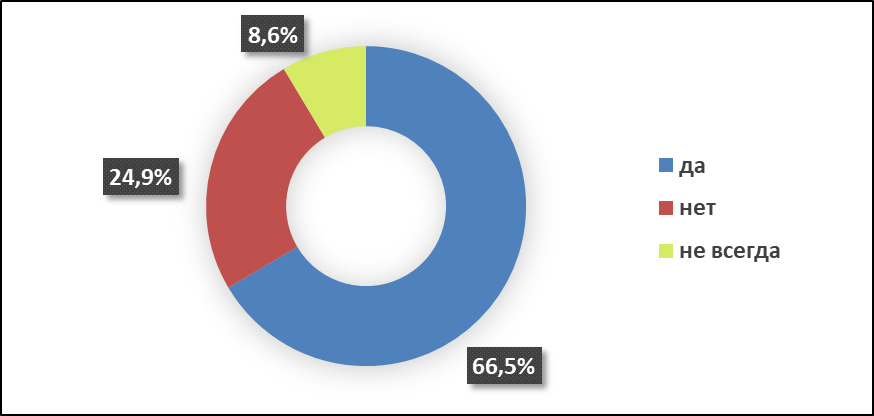 8,6%
24,9%
66,5%
да
нет
не всегда